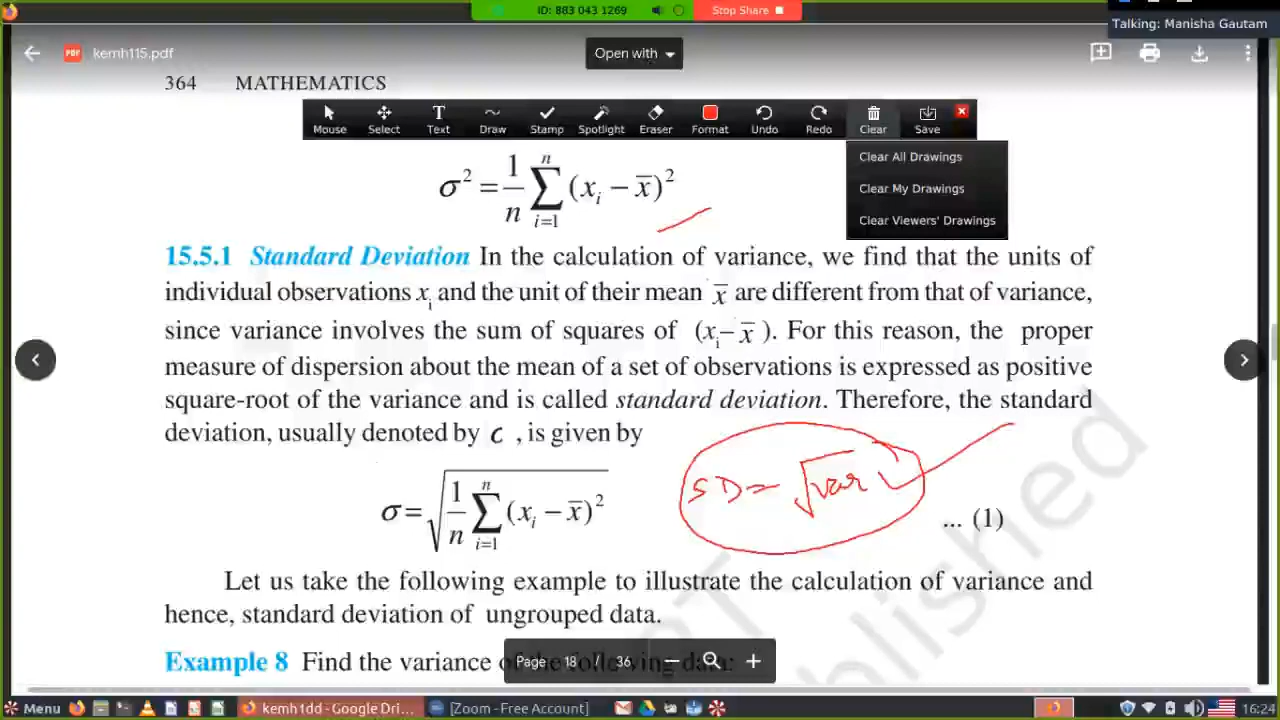 ID: 883 043 1269 Stop Share
Talking: Manisha Gautam
PDF kemh115.pdf Open with
364 MATHEMATICS
Mouse Select Text Draw Stamp Spotlight Eraser Format Undo Redo Clear Save
Clear All Drawings
Clear My Drawings
Clear Viewers' Drawings
σ² = 1/n ∑ i=1 n (xᵢ − x̄)²
15.5.1 Standard Deviation In the calculation of variance, we find that the units of
individual observations xᵢ and the unit of their mean x̄ are different from that of variance,
since variance involves the sum of squares of (xᵢ– x̄ ). For this reason, the proper
measure of dispersion about the mean of a set of observations is expressed as positive
square-root of the variance and is called standard deviation. Therefore, the standard
deviation, usually denoted by σ , is given by
SD = √var
σ = √(1/n ∑ i=1 n (xᵢ − x̄)²) ... (1)
Let us take the following example to illustrate the calculation of variance and
hence, standard deviation of ungrouped data.
Example 8 Find the variance of the following data:
Page 18 / 36
Menu kemh1dd - Google Dri... [Zoom - Free Account] 16:24